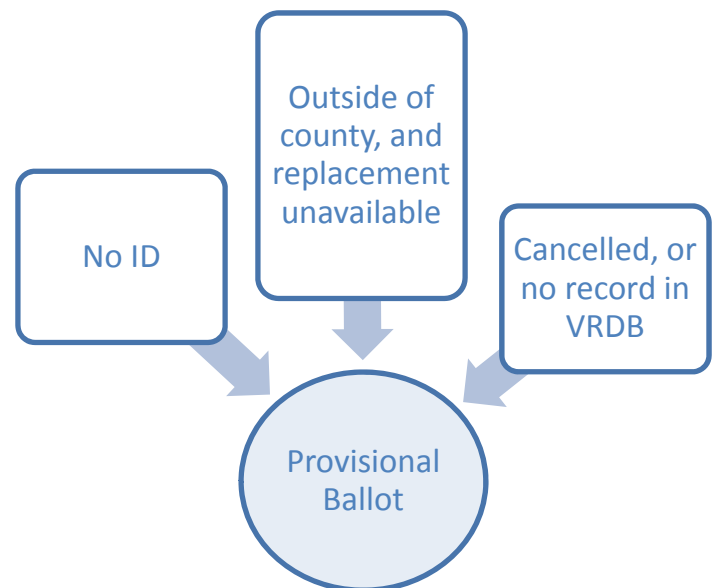 No ID
Outside of
county, and
replacement
unavailable
Cancelled, or
no record in
VRDB
Provisional
Ballot